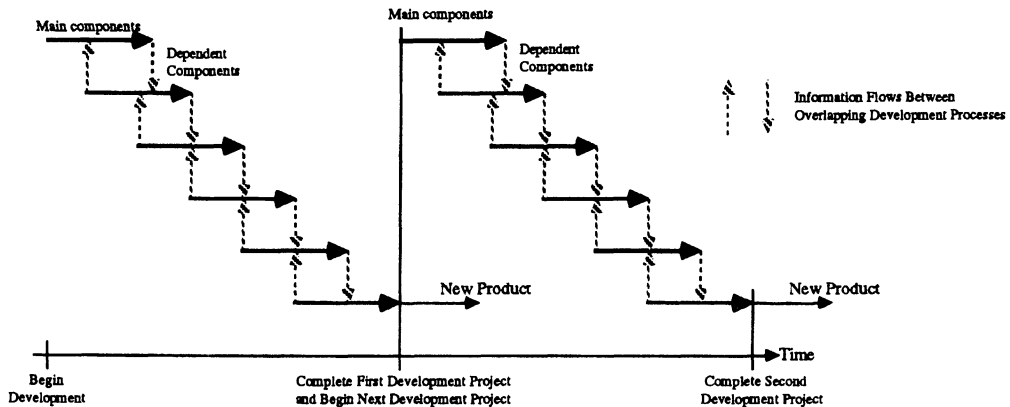 Main components
Dependent
Components
Main components
Dependent
Components
Information Flows Between
Overlapping Development Processes
New Product
New Product
Time
Begin
Development
Complete First Development Project
and Begin Next Development Project
Complete Second
Development Project